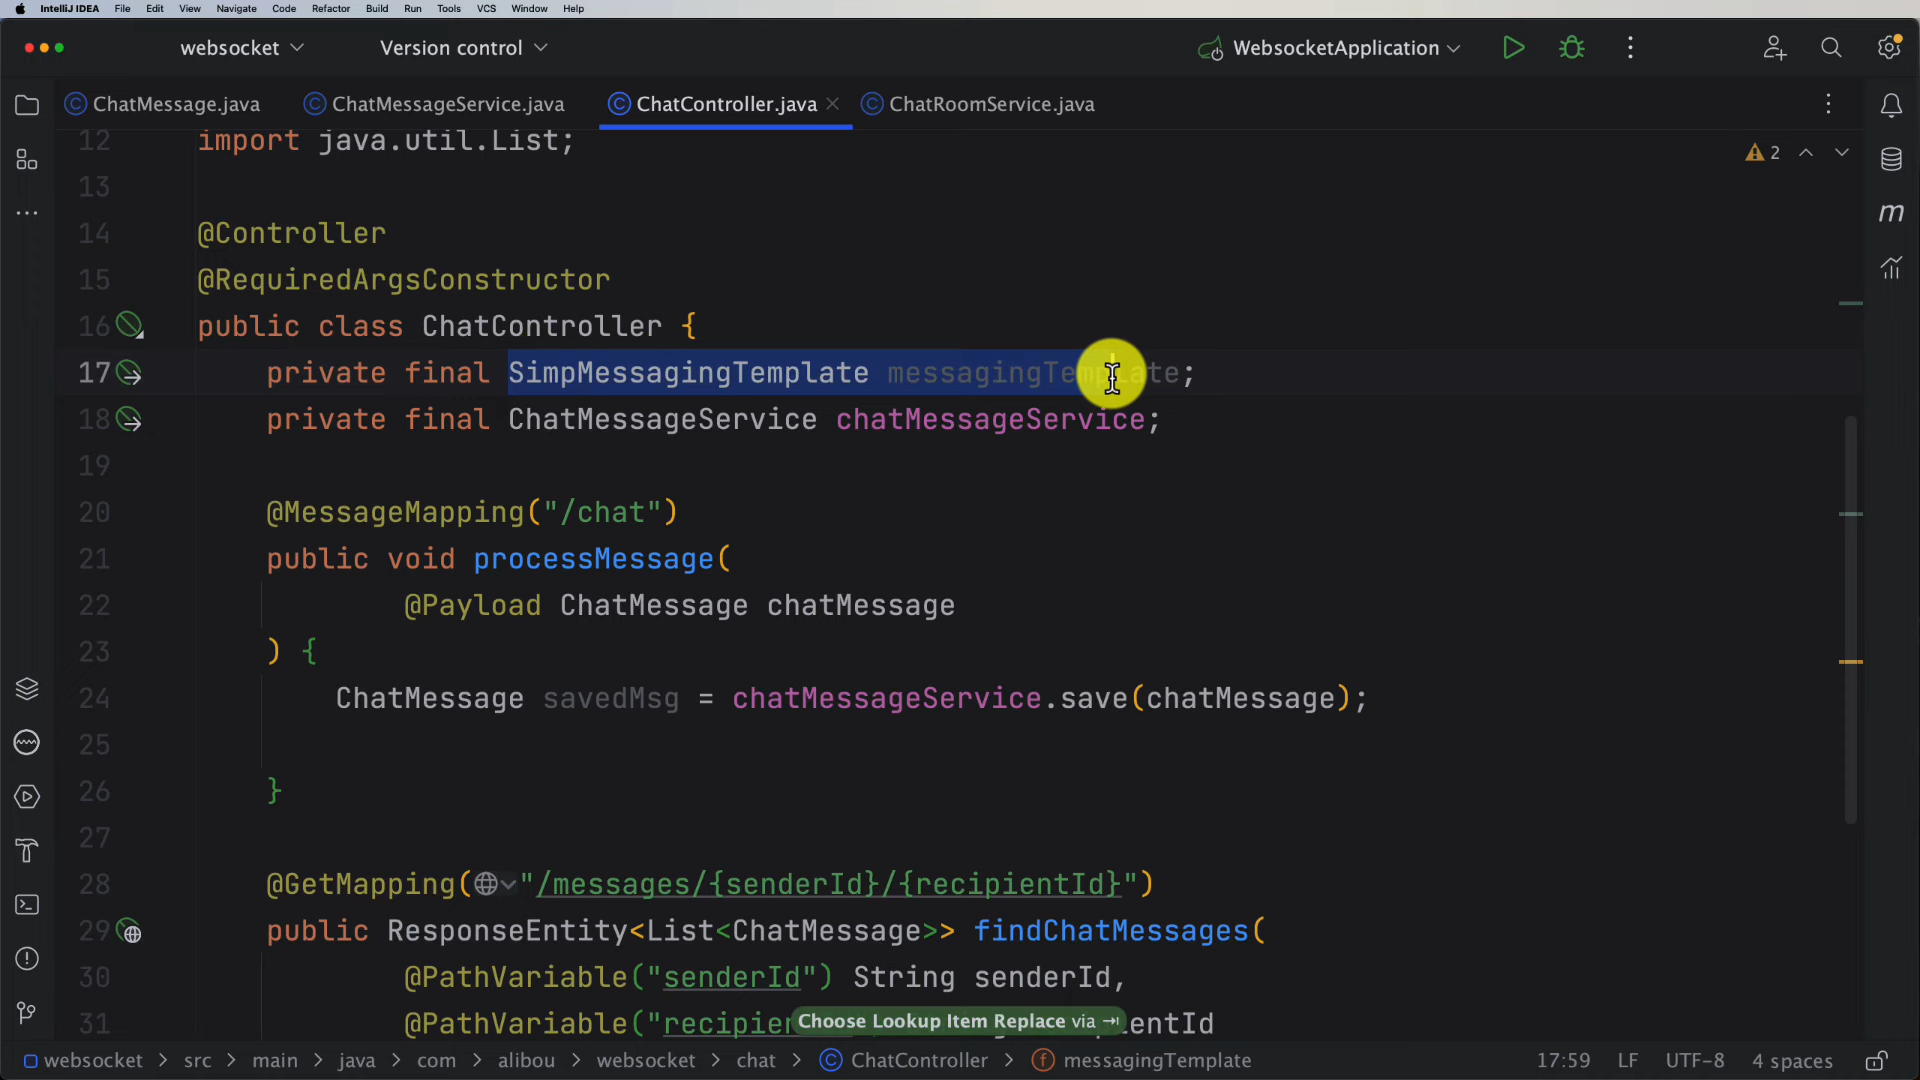 IntelliJ IDEA File Edit View Navigate Code Refactor Build Run Tools VCS Window Help
websocket Version control WebsocketApplication
ChatMessage.java ChatMessageService.java ChatController.java ChatRoomService.java
12 import java.util.List;
2
13
14 @Controller
15 @RequiredArgsConstructor
16 public class ChatController {
17 private final SimpMessagingTemplate messagingTemplate;
18 private final ChatMessageService chatMessageService;
19
20 @MessageMapping("/chat")
21 public void processMessage(
22 @Payload ChatMessage chatMessage
23 ) {
24 ChatMessage savedMsg = chatMessageService.save(chatMessage);
25
26 }
27
28 @GetMapping("/messages/{senderId}/{recipientId}")
29 public ResponseEntity<List<ChatMessage>> findChatMessages(
30 @PathVariable("senderId") String senderId,
31 @PathVariable("recipien
Choose Lookup Item Replace via ⇥
entId
websocket > src > main > java > com > alibou > websocket > chat > ChatController > messagingTemplate 17:59 LF UTF-8 4 spaces